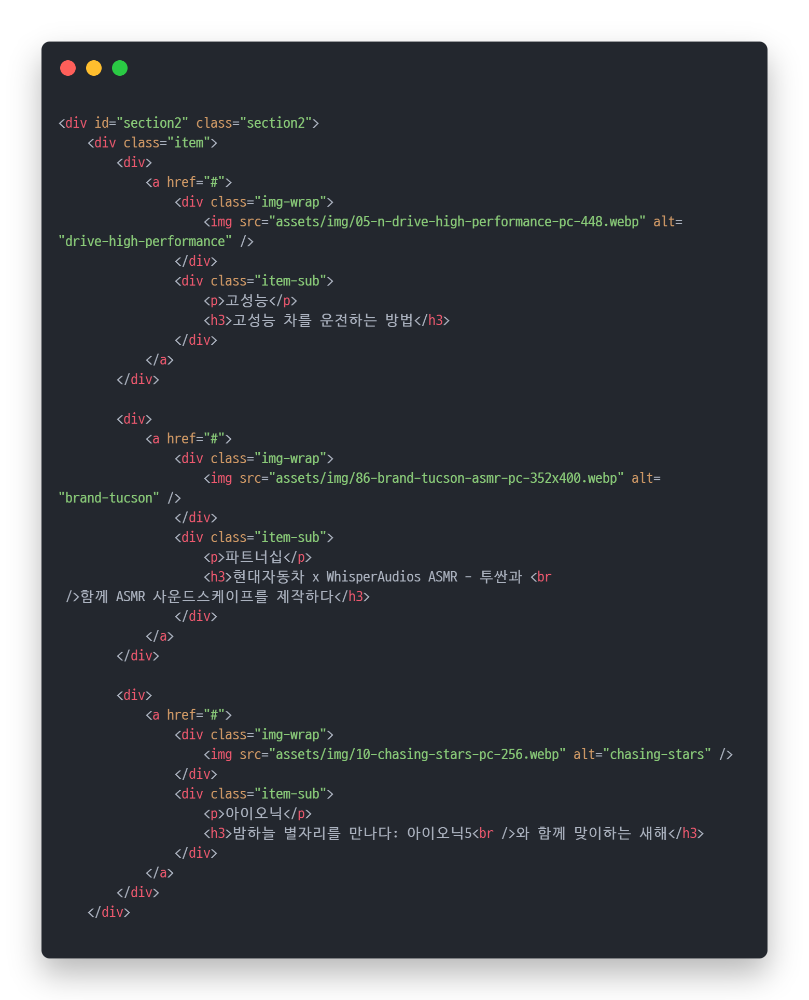 <div id="section2" class="section2">
    <div class="item">
        <div>
            <a href="#">
                <div class="img-wrap">
                    <img src="assets/img/05-n-drive-high-performance-pc-448.webp" alt=
"drive-high-performance" />
                </div>
                <div class="item-sub">
                    <p>고성능</p>
                    <h3>고성능 차를 운전하는 방법</h3>
                </div>
            </a>
        </div>

        <div>
            <a href="#">
                <div class="img-wrap">
                    <img src="assets/img/86-brand-tucson-asmr-pc-352x400.webp" alt=
"brand-tucson" />
                </div>
                <div class="item-sub">
                    <p>파트너십</p>
                    <h3>현대자동차 x WhisperAudios ASMR - 투싼과 <br
 />함께 ASMR 사운드스케이프를 제작하다</h3>
                </div>
            </a>
        </div>

        <div>
            <a href="#">
                <div class="img-wrap">
                    <img src="assets/img/10-chasing-stars-pc-256.webp" alt="chasing-stars" />
                </div>
                <div class="item-sub">
                    <p>아이오닉</p>
                    <h3>밤하늘 별자리를 만나다: 아이오닉5<br />와 함께 맞이하는 새해</h3>
                </div>
            </a>
        </div>
    </div>